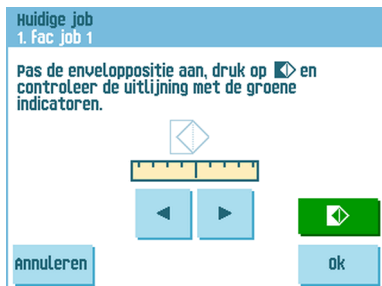 Huidige job
1. Fac job 1
Pas de enveloppositie aan, druk op en
controleer de uitlijning met de groene
indicatoren.
Annuleren
Ok